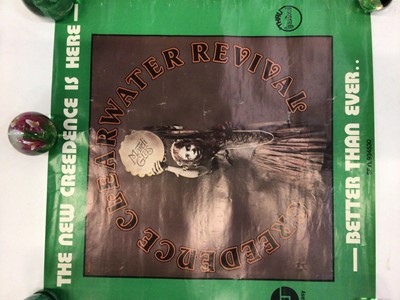 THE NEW CREEDENCE IS HERE—
CREEDENCE CLEARWATER REVIVAL
—BETTER THAN EVER..